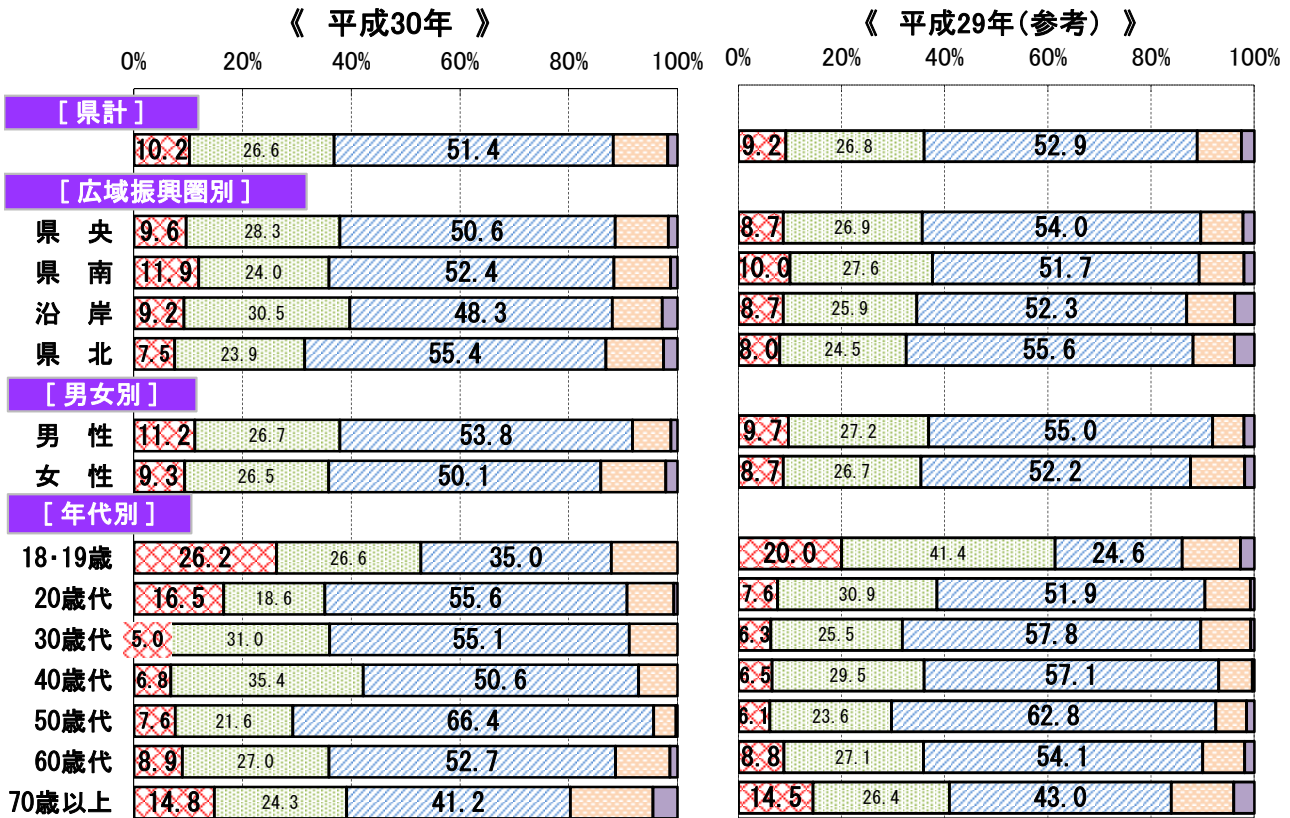 《 平成30年 》
《 平成29年(参考) 》
0% 20% 40% 60% 80% 100%
0% 20% 40% 60% 80% 100%
[ 県計 ]
10.2 26.6 51.4
9.2 26.8 52.9
[ 広域振興圏別 ]
県 央 9.6 28.3 50.6
8.7 26.9 54.0
県 南 11.9 24.0 52.4
10.0 27.6 51.7
沿 岸 9.2 30.5 48.3
8.7 25.9 52.3
県 北 7.5 23.9 55.4
8.0 24.5 55.6
[ 男女別 ]
男 性 11.2 26.7 53.8
9.7 27.2 55.0
女 性 9.3 26.5 50.1
8.7 26.7 52.2
[ 年代別 ]
18・19歳 26.2 26.6 35.0
20.0 41.4 24.6
20歳代 16.5 18.6 55.6
7.6 30.9 51.9
30歳代 5.0 31.0 55.1
6.3 25.5 57.8
40歳代 6.8 35.4 50.6
6.5 29.5 57.1
50歳代 7.6 21.6 66.4
6.1 23.6 62.8
60歳代 8.9 27.0 52.7
8.8 27.1 54.1
70歳以上 14.8 24.3 41.2
14.5 26.4 43.0